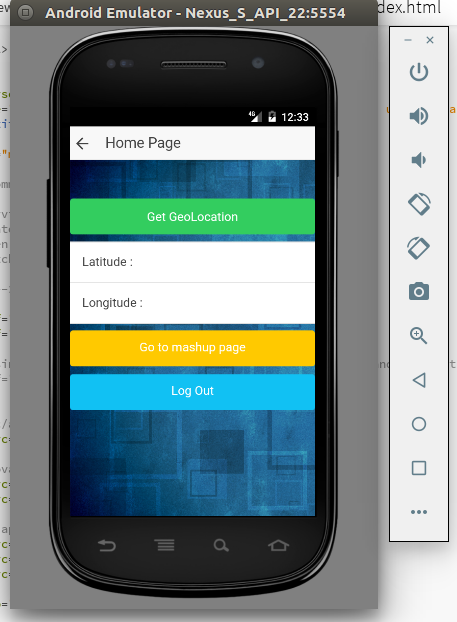 Android Emulator - Nexus_S_API_22:5554
dex.html
4G 12:33
Home Page
Get GeoLocation
Latitude :
Longitude :
Go to mashup page
Log Out